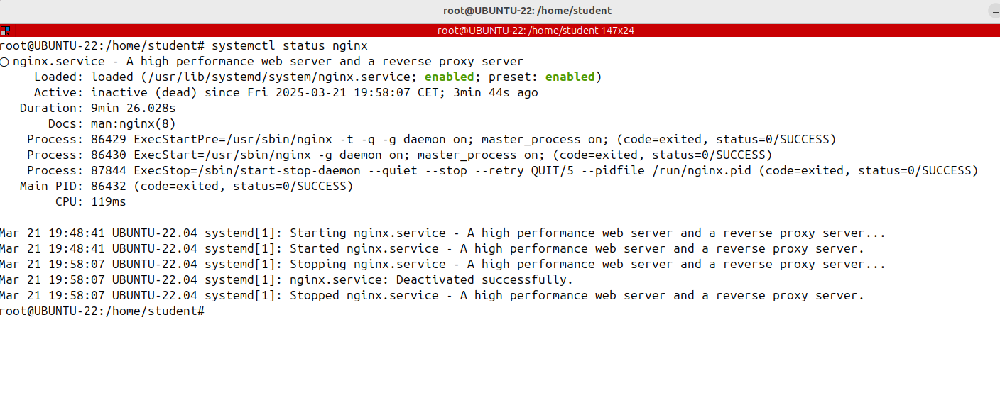 root@UBUNTU-22: /home/student
root@UBUNTU-22: /home/student 147x24
root@UBUNTU-22:/home/student# systemctl status nginx
○ nginx.service - A high performance web server and a reverse proxy server
     Loaded: loaded (/usr/lib/systemd/system/nginx.service; enabled; preset: enabled)
     Active: inactive (dead) since Fri 2025-03-21 19:58:07 CET; 3min 44s ago
   Duration: 9min 26.028s
       Docs: man:nginx(8)
    Process: 86429 ExecStartPre=/usr/sbin/nginx -t -q -g daemon on; master_process on; (code=exited, status=0/SUCCESS)
    Process: 86430 ExecStart=/usr/sbin/nginx -g daemon on; master_process on; (code=exited, status=0/SUCCESS)
    Process: 87844 ExecStop=/sbin/start-stop-daemon --quiet --stop --retry QUIT/5 --pidfile /run/nginx.pid (code=exited, status=0/SUCCESS)
   Main PID: 86432 (code=exited, status=0/SUCCESS)
        CPU: 119ms

Mar 21 19:48:41 UBUNTU-22.04 systemd[1]: Starting nginx.service - A high performance web server and a reverse proxy server...
Mar 21 19:48:41 UBUNTU-22.04 systemd[1]: Started nginx.service - A high performance web server and a reverse proxy server.
Mar 21 19:58:07 UBUNTU-22.04 systemd[1]: Stopping nginx.service - A high performance web server and a reverse proxy server...
Mar 21 19:58:07 UBUNTU-22.04 systemd[1]: nginx.service: Deactivated successfully.
Mar 21 19:58:07 UBUNTU-22.04 systemd[1]: Stopped nginx.service - A high performance web server and a reverse proxy server.
root@UBUNTU-22:/home/student#